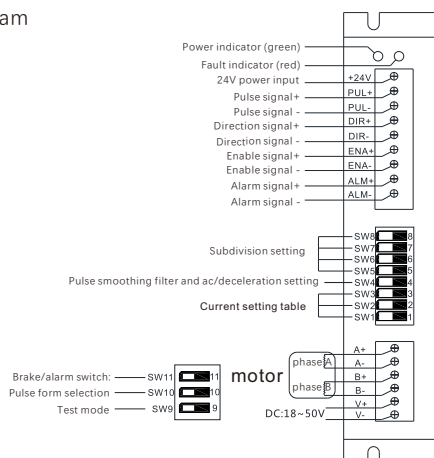 am
Power indicator (green)
Fault indicator (red)
24V power input +24V
Pulse signal+ PUL+
Pulse signal - PUL-
Direction signal+ DIR+
Direction signal - DIR-
Enable signal+ ENA+
Enable signal - ENA-
Alarm signal+ ALM+
Alarm signal - ALM-
SW8 8
SW7 7
Subdivision setting SW6 6
SW5 5
Pulse smoothing filter and ac/deceleration setting SW4 4
SW3 3
Current setting table SW2 2
SW1 1
A+
phase A A-
Brake/alarm switch: SW11 11 motor B+
Pulse form selection SW10 10 phase B B-
Test mode SW9 9 V+
DC:18~50V V-